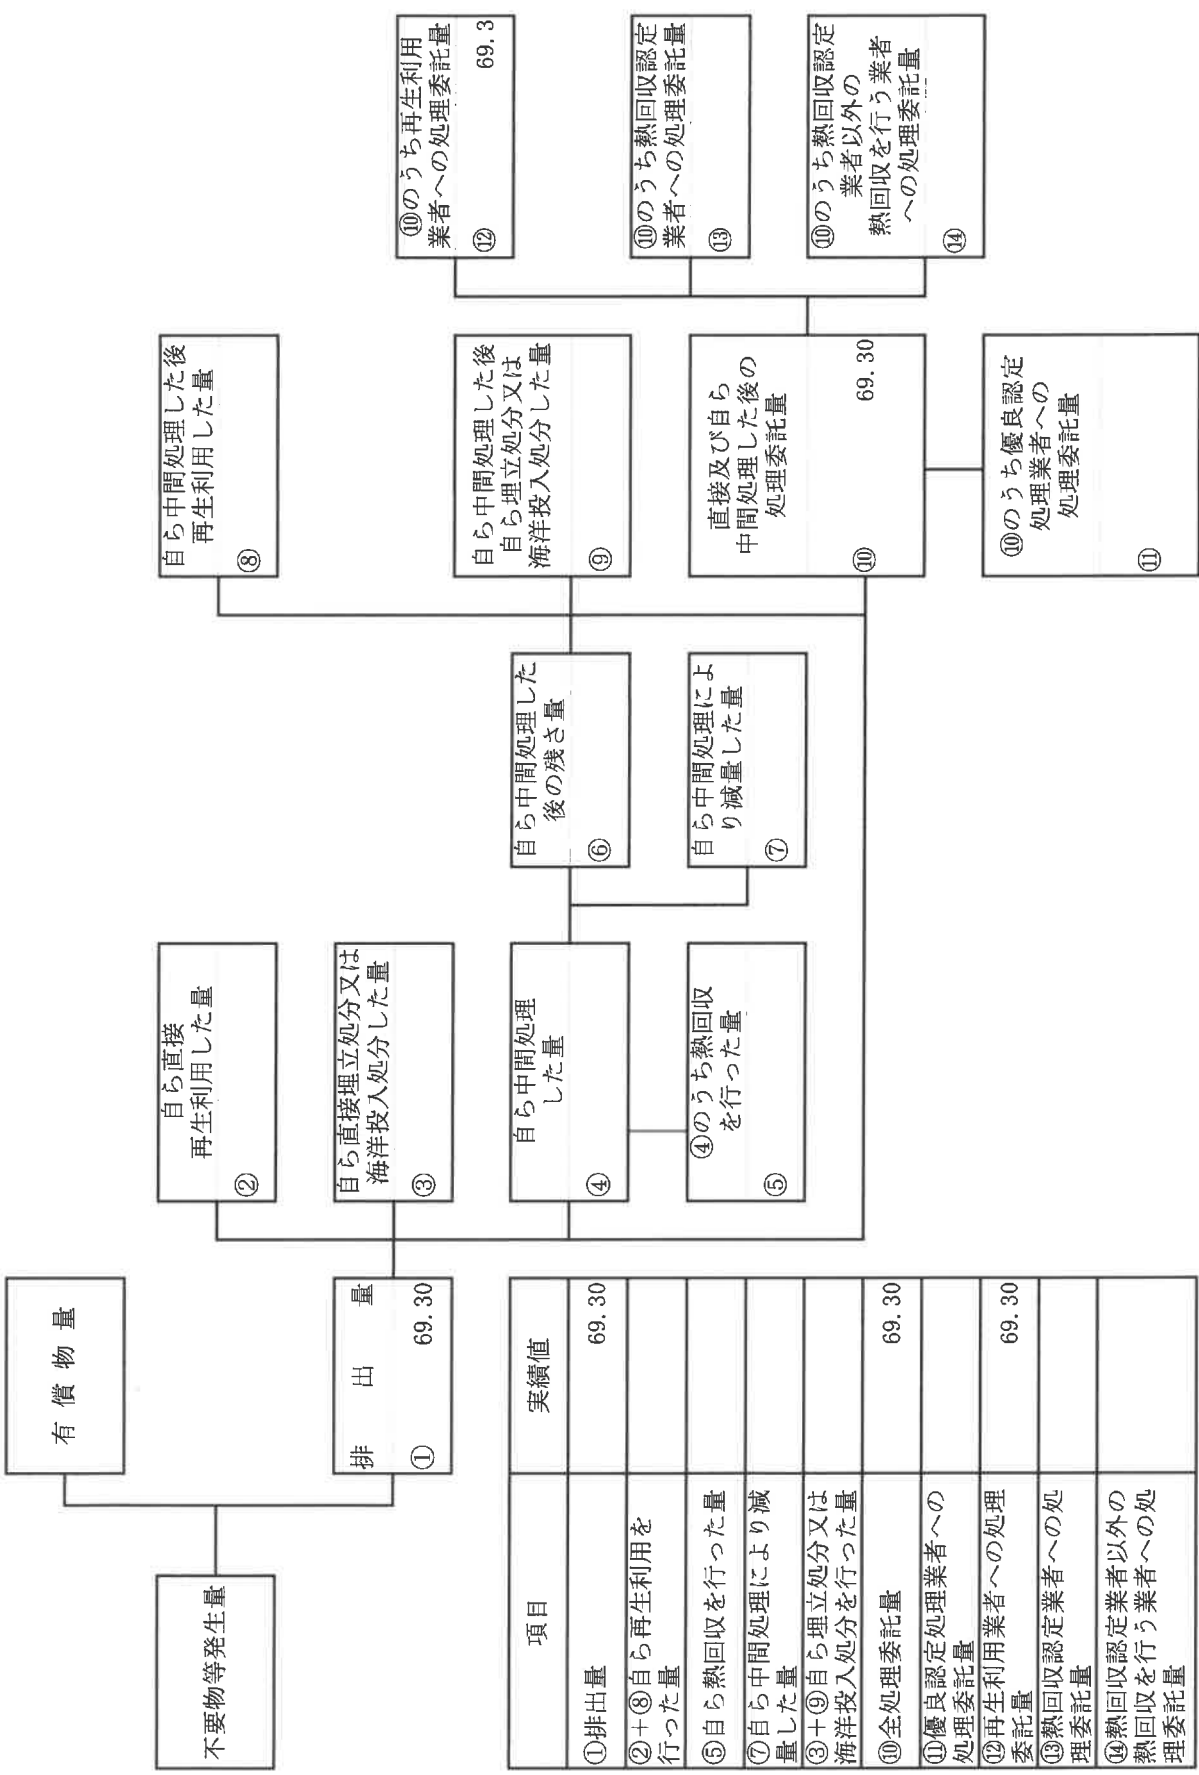 不要物等発生量
有償物量
排出量
① 69.30
自ら直接
再生利用した量
②
自ら直接埋立処分又は
海洋投入処分した量
③
自ら中間処理
した量
④
④のうち熱回収
を行った量
⑤
自ら中間処理した
後の残さ量
⑥
自ら中間処理によ
り減量した量
⑦
自ら中間処理した後
再生利用した量
⑧
自ら中間処理した後
自ら埋立処分又は
海洋投入処分した量
⑨
直接及び自ら
中間処理した後の
処理委託量
⑩ 69.30
⑩のうち優良認定
処理業者への
処理委託量
⑪
⑩のうち再生利用
業者への処理委託量
⑫ 69.3
⑩のうち熱回収認定
業者への処理委託量
⑬
⑩のうち熱回収認定
業者以外の
熱回収を行う業者
への処理委託量
⑭
項目 実績値
①排出量 69.30
②+⑧自ら再生利用を
行った量
⑤自ら熱回収を行った量
⑦自ら中間処理により減
量した量
③+⑨自ら埋立処分又は
海洋投入処分を行った量
⑩全処理委託量 69.30
⑪優良認定処理業者への
処理委託量
⑫再生利用業者への処理
委託量 69.30
⑬熱回収認定業者への処
理委託量
⑭熱回収認定業者以外の
熱回収を行う業者への処
理委託量